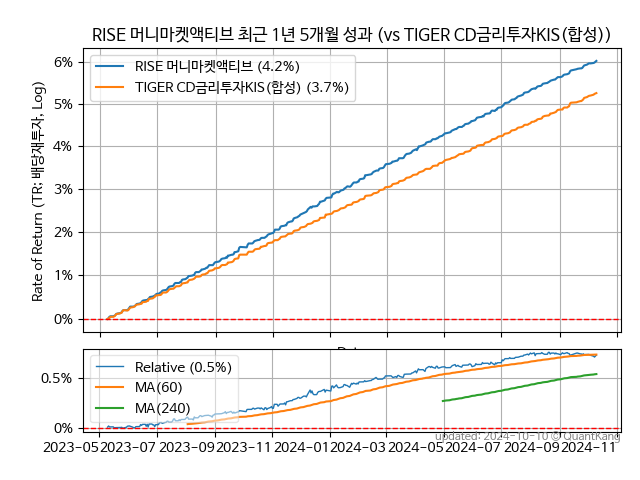 RISE 머니마켓액티브 최근 1년 5개월 성과 (vs TIGER CD금리투자KIS(합성))
Rate of Return (TR: 배당재투자, Log)
6%
5%
4%
3%
2%
1%
0%
RISE 머니마켓액티브 (4.2%)
TIGER CD금리투자KIS(합성) (3.7%)
0.5%
0%
Relative (0.5%)
MA(60)
MA(240)
updated: 2024-10-10 © QuantKang
2023-05 2023-07 2023-09 2023-11 2024-01 2024-03 2024-05 2024-07 2024-09 2024-11